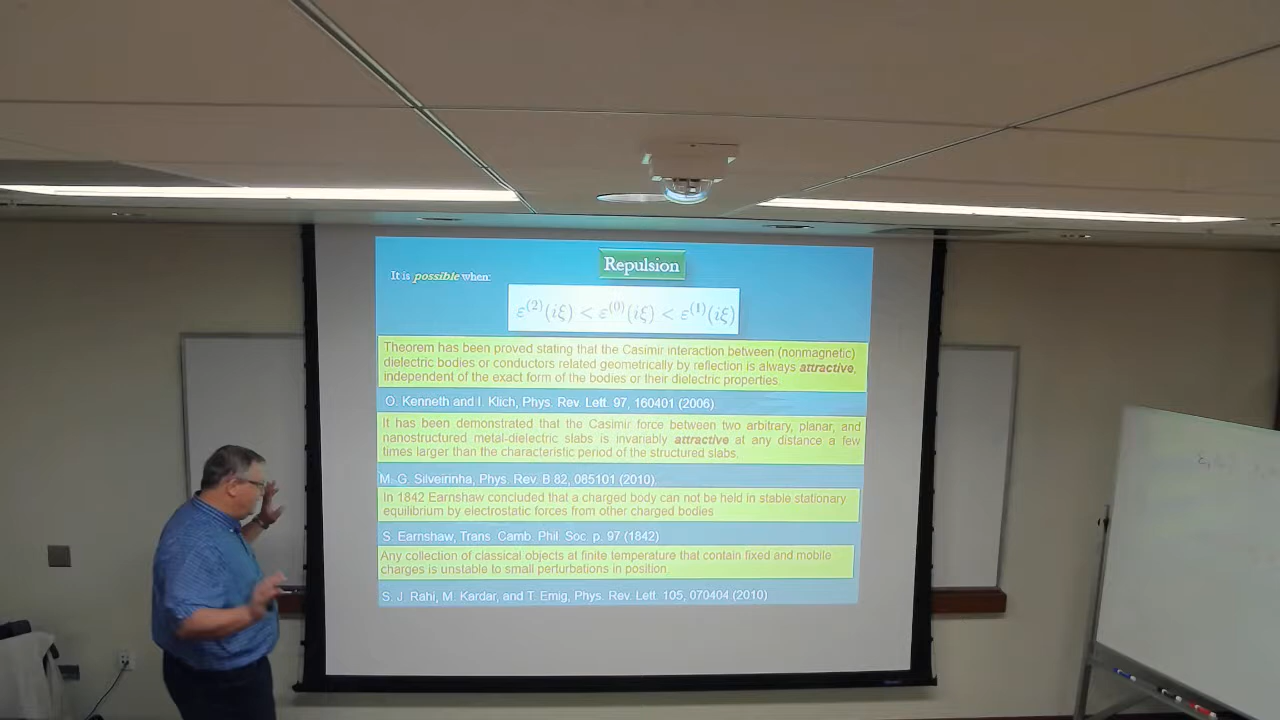 Repulsion
It is possible when:
ε⁽²⁾(iξ) < ε⁽⁰⁾(iξ) < ε⁽¹⁾(iξ)
Theorem has been proved stating that the Casimir interaction between (nonmagnetic)
dielectric bodies or conductors related geometrically by reflection is always attractive,
independent of the exact form of the bodies or their dielectric properties.
O. Kenneth and I. Klich, Phys. Rev. Lett. 97, 160401 (2006)
It has been demonstrated that the Casimir force between two arbitrary, planar, and
nanostructured metal-dielectric slabs is invariably attractive at any distance a few
times larger than the characteristic period of the structured slabs.
M. G. Silveirinha, Phys. Rev. B 82, 085101 (2010)
In 1842 Earnshaw concluded that a charged body can not be held in stable stationary
equilibrium by electrostatic forces from other charged bodies
S. Earnshaw, Trans. Camb. Phil. Soc. p. 97 (1842)
Any collection of classical objects at finite temperature that contain fixed and mobile
charges is unstable to small perturbations in position.
S. J. Rahi, M. Kardar, and T. Emig, Phys. Rev. Lett. 105, 070404 (2010)